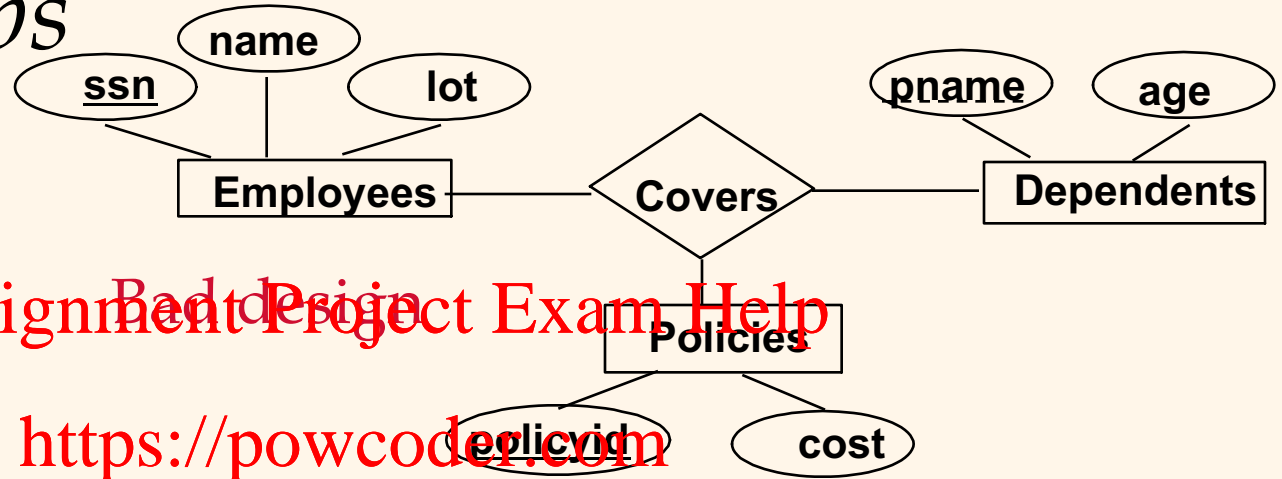 name
ssn lot pname age
Employees Covers Dependents
Bad design
ignment Project Exam Help
Policies
https://powcoder.com
policyid cost